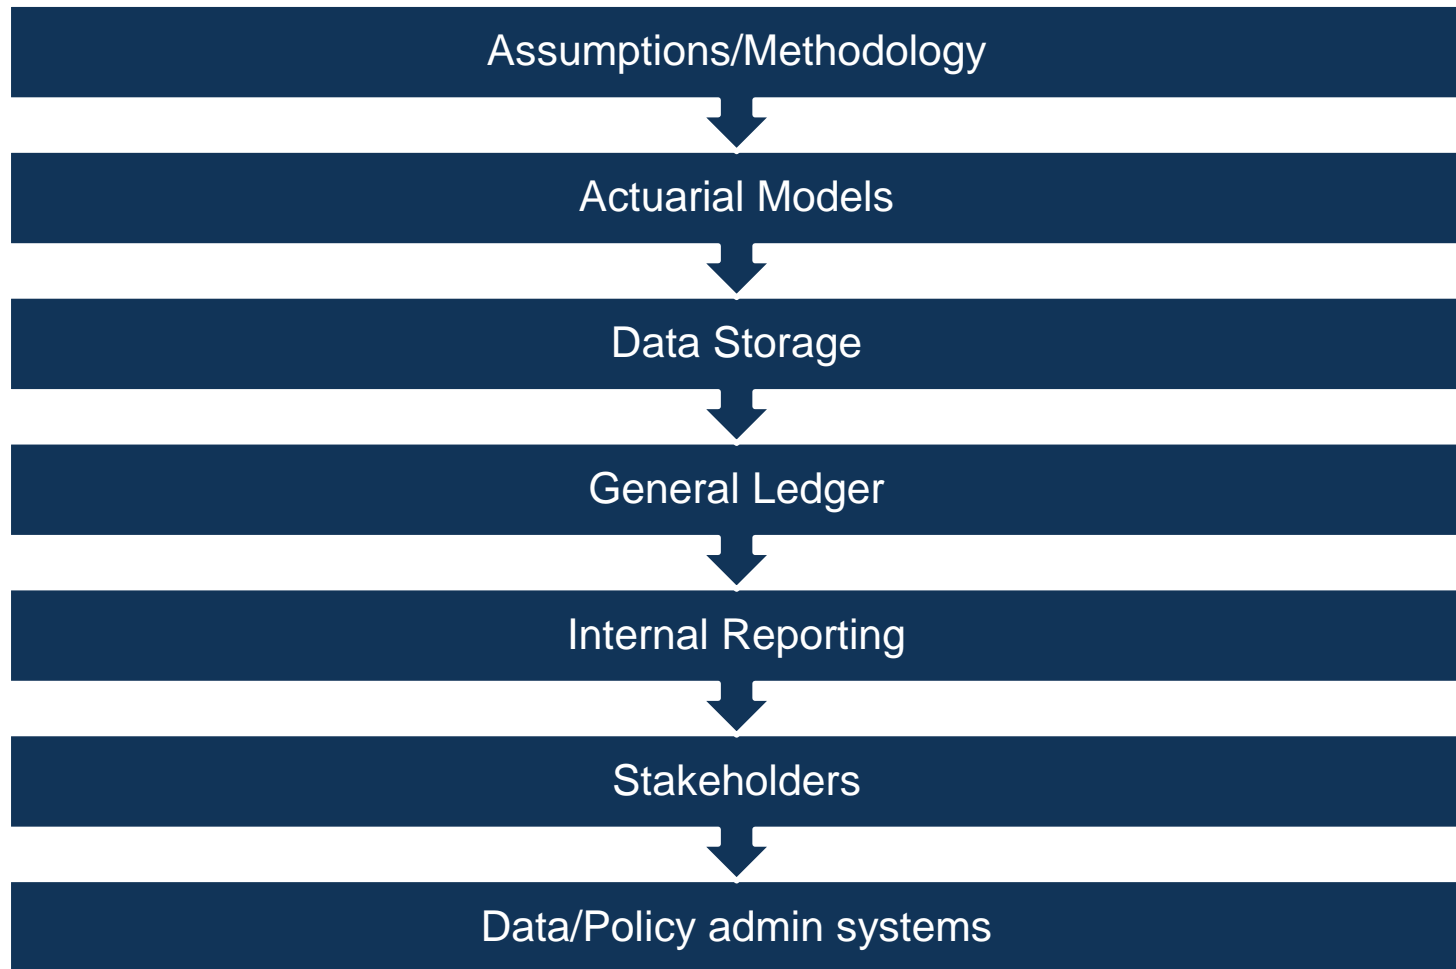 Assumptions/Methodology
Actuarial Models
Data Storage
General Ledger
Internal Reporting
Stakeholders
Data/Policy admin systems